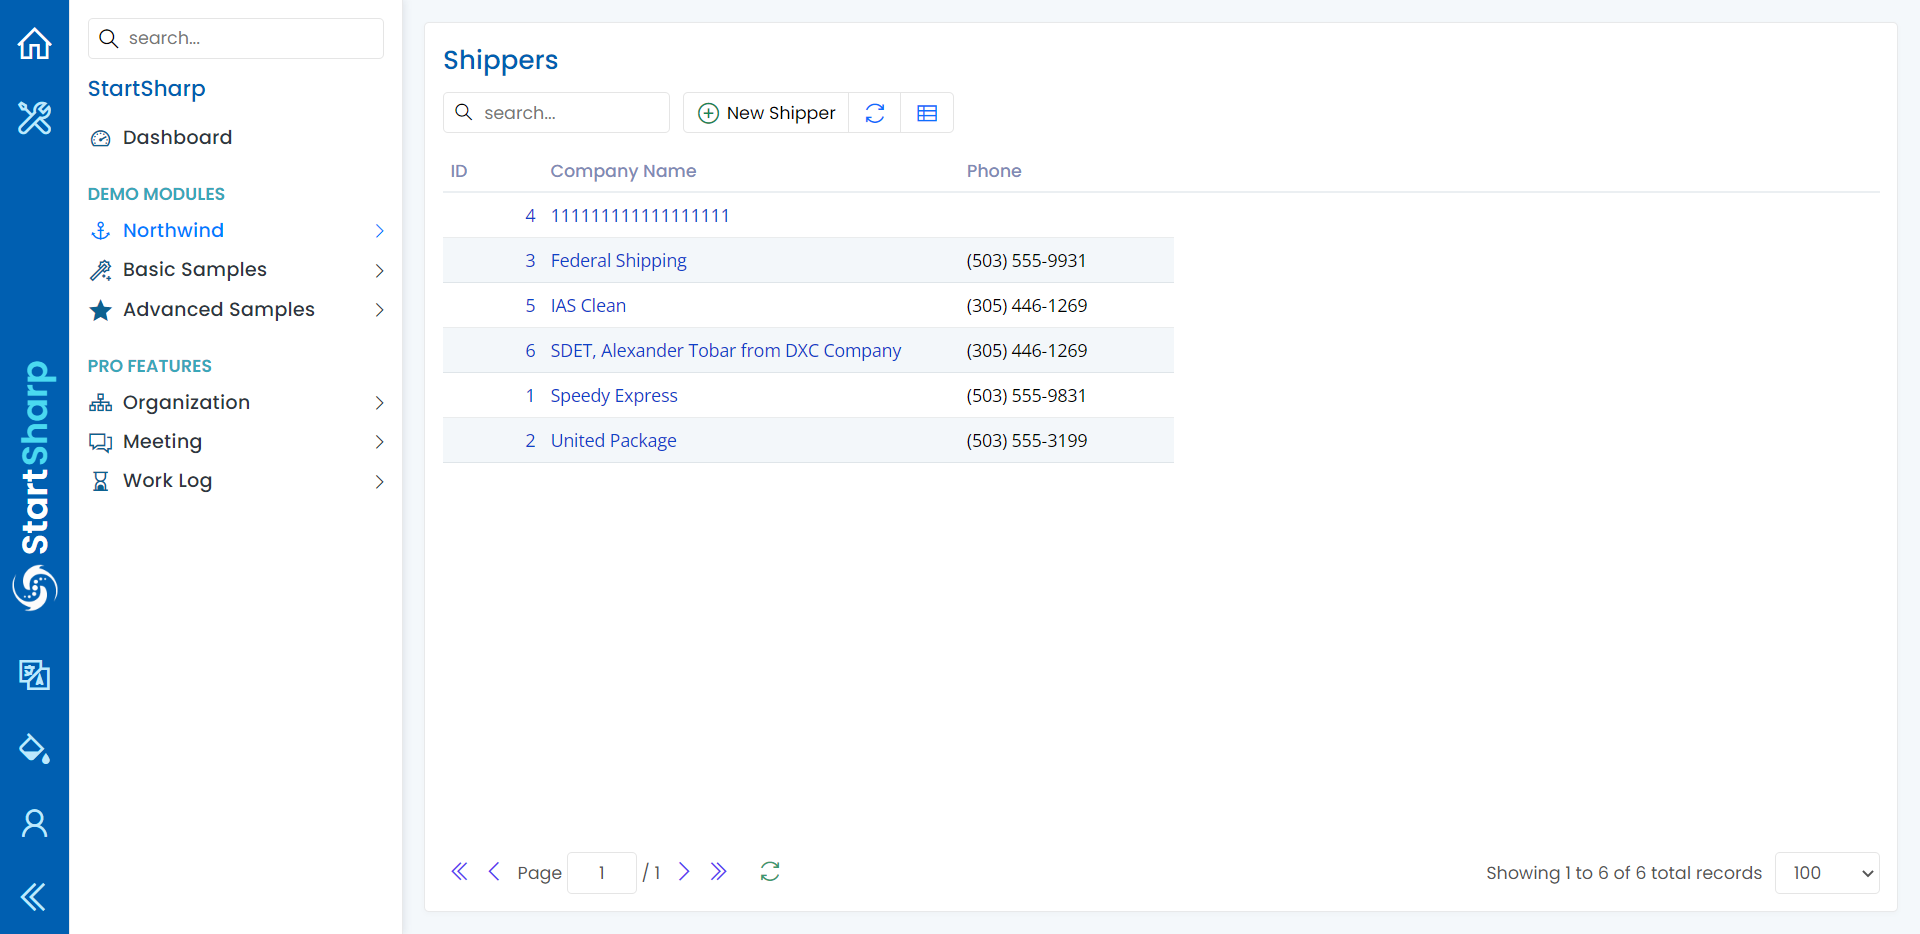 search...
StartSharp
Dashboard
DEMO MODULES
Northwind
Basic Samples
Advanced Samples
PRO FEATURES
Organization
Meeting
Work Log
StartSharp
Shippers
search...
New Shipper
ID Company Name Phone
4 111111111111111111
3 Federal Shipping (503) 555-9931
5 IAS Clean (305) 446-1269
6 SDET, Alexander Tobar from DXC Company (305) 446-1269
1 Speedy Express (503) 555-9831
2 United Package (503) 555-3199
Page 1 / 1
Showing 1 to 6 of 6 total records 100